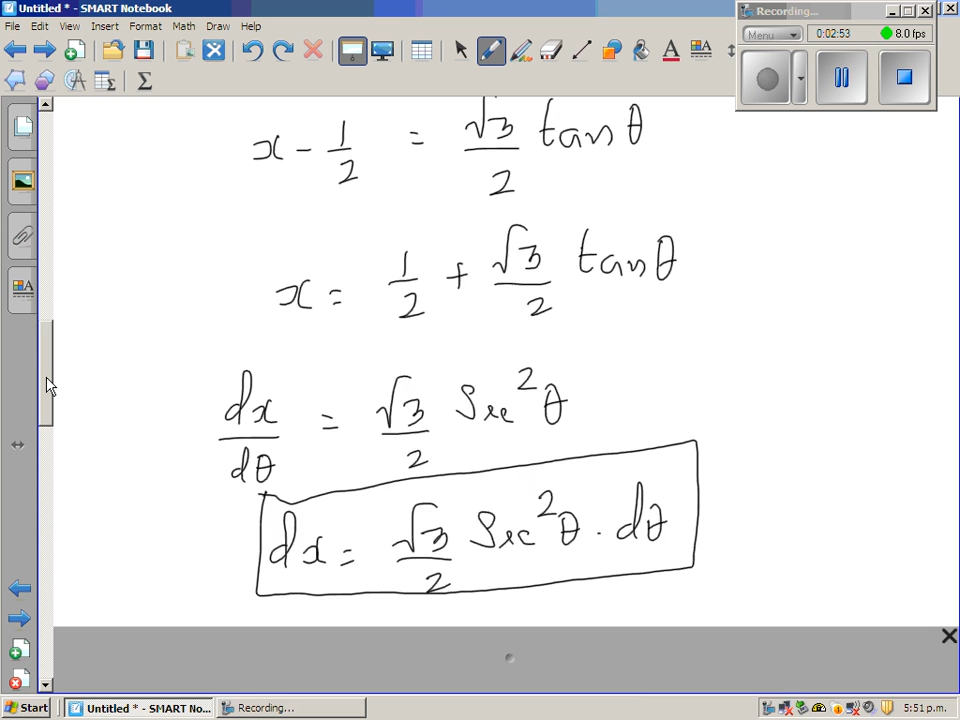 Untitled * - SMART Notebook
File Edit View Insert Format Math Draw Help
Recording...
Menu 0:02:53 8.0 fps
x - 1/2 = √3/2 tanθ
x = 1/2 + √3/2 tanθ
dx/dθ = √3/2 Sec²θ
dx = √3/2 Sec²θ . dθ
Start Untitled * - SMART No... Recording... 5:51 p.m.